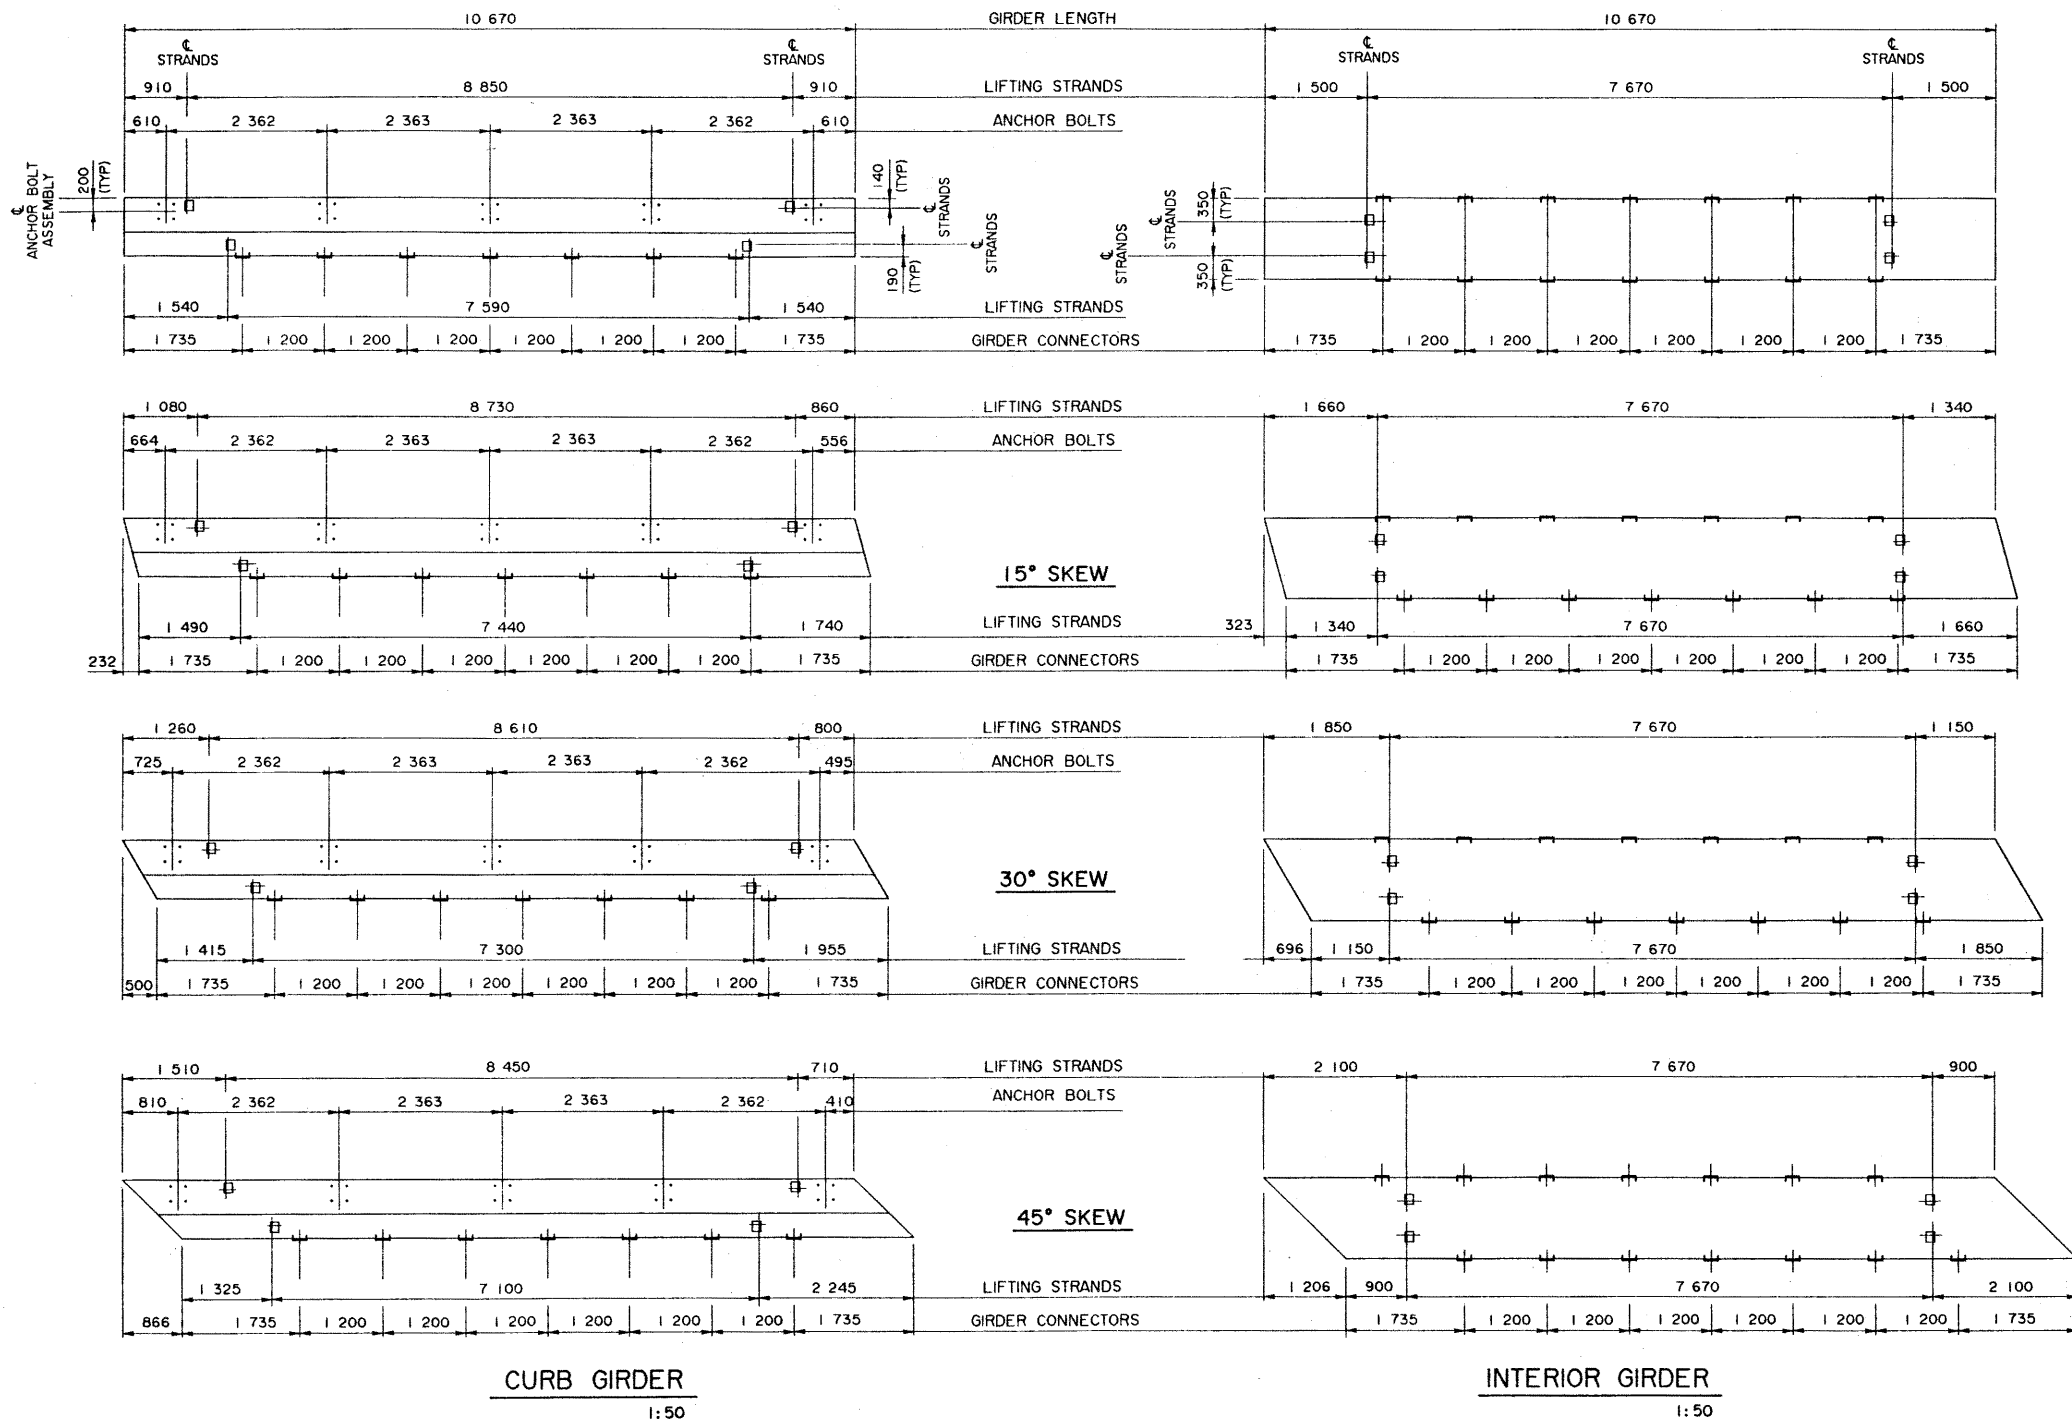 10 670 GIRDER LENGTH 10 670
℄ STRANDS ℄ STRANDS ℄ STRANDS ℄ STRANDS
910 8 850 910 LIFTING STRANDS 1 500 7 670 1 500
610 2 362 2 363 2 363 2 362 610 ANCHOR BOLTS
℄ ANCHOR BOLT ASSEMBLY
200 (TYP)
140 (TYP)
℄ STRANDS
℄ STRANDS
190 (TYP)
℄ STRANDS
℄ STRANDS
350 (TYP)
350 (TYP)
1 540 7 590 1 540 LIFTING STRANDS
1 735 1 200 1 200 1 200 1 200 1 200 1 200 1 735 GIRDER CONNECTORS 1 735 1 200 1 200 1 200 1 200 1 200 1 200 1 735
1 080 8 730 860 LIFTING STRANDS 1 660 7 670 1 340
664 2 362 2 363 2 363 2 362 556 ANCHOR BOLTS
15° SKEW
1 490 7 440 1 740 LIFTING STRANDS 323 1 340 7 670 1 660
232 1 735 1 200 1 200 1 200 1 200 1 200 1 200 1 735 GIRDER CONNECTORS 1 735 1 200 1 200 1 200 1 200 1 200 1 200 1 735
1 260 8 610 800 LIFTING STRANDS 1 850 7 670 1 150
725 2 362 2 363 2 363 2 362 495 ANCHOR BOLTS
30° SKEW
1 415 7 300 1 955 LIFTING STRANDS 696 1 150 7 670 1 850
500 1 735 1 200 1 200 1 200 1 200 1 200 1 200 1 735 GIRDER CONNECTORS 1 735 1 200 1 200 1 200 1 200 1 200 1 200 1 735
1 510 8 450 710 LIFTING STRANDS 2 100 7 670 900
810 2 362 2 363 2 363 2 362 410 ANCHOR BOLTS
45° SKEW
1 325 7 100 2 245 LIFTING STRANDS 1 206 900 7 670 2 100
866 1 735 1 200 1 200 1 200 1 200 1 200 1 200 1 735 GIRDER CONNECTORS 1 735 1 200 1 200 1 200 1 200 1 200 1 200 1 735
CURB GIRDER INTERIOR GIRDER
1:50 1:50